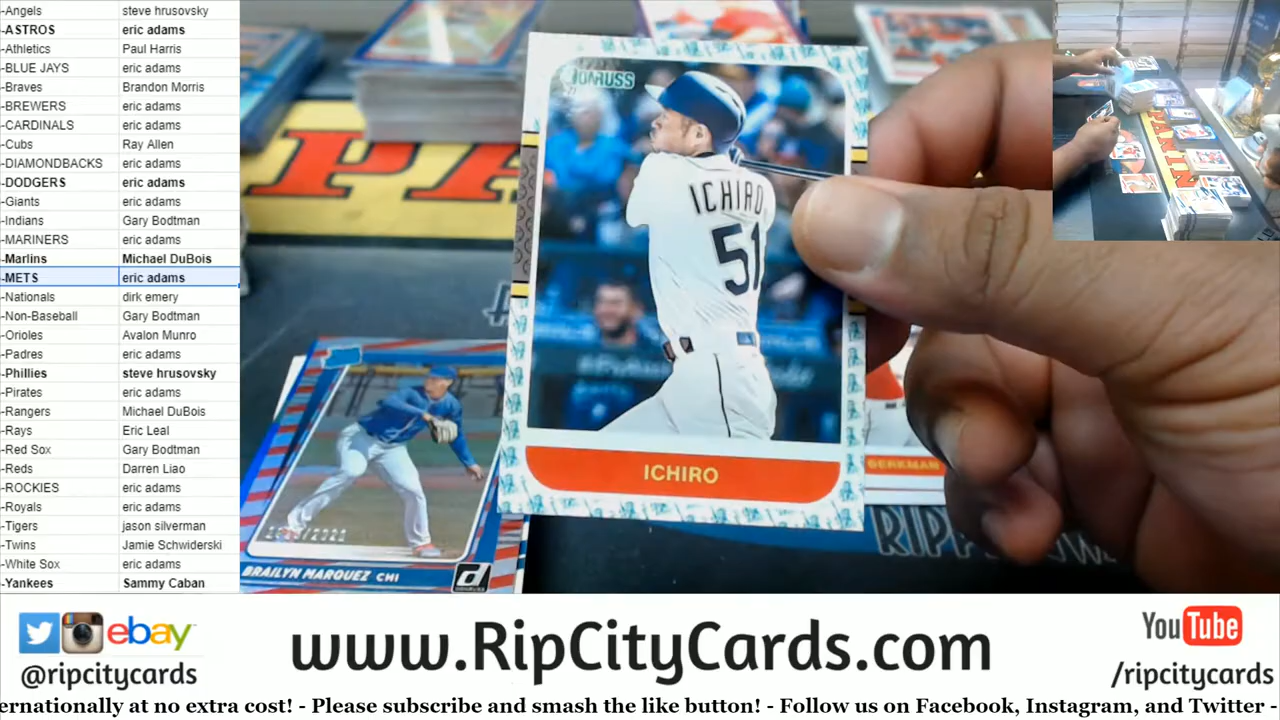 -Angels steve hrusovsky
-ASTROS eric adams
-Athletics Paul Harris
-BLUE JAYS eric adams
-Braves Brandon Morris
-BREWERS eric adams
-CARDINALS eric adams
-Cubs Ray Allen
-DIAMONDBACKS eric adams
-DODGERS eric adams
-Giants eric adams
-Indians Gary Bodtman
-MARINERS eric adams
-Marlins Michael DuBois
-METS eric adams
-Nationals dirk emery
-Non-Baseball Gary Bodtman
-Orioles Avalon Munro
-Padres eric adams
-Phillies steve hrusovsky
-Pirates eric adams
-Rangers Michael DuBois
-Rays Eric Leal
-Red Sox Gary Bodtman
-Reds Darren Liao
-ROCKIES eric adams
-Royals eric adams
-Tigers jason silverman
-Twins Jamie Schwiderski
-White Sox eric adams
-Yankees Sammy Caban
PA
DONRUSS
ICHIRO
51
ICHIRO
BERKMAN
BRAILYN MARQUEZ CHI
PANINI
ebay
@ripcitycards
www.RipCityCards.com
YouTube
/ripcitycards
ernationally at no extra cost! - Please subscribe and smash the like button! - Follow us on Facebook, Instagram, and Twitter -